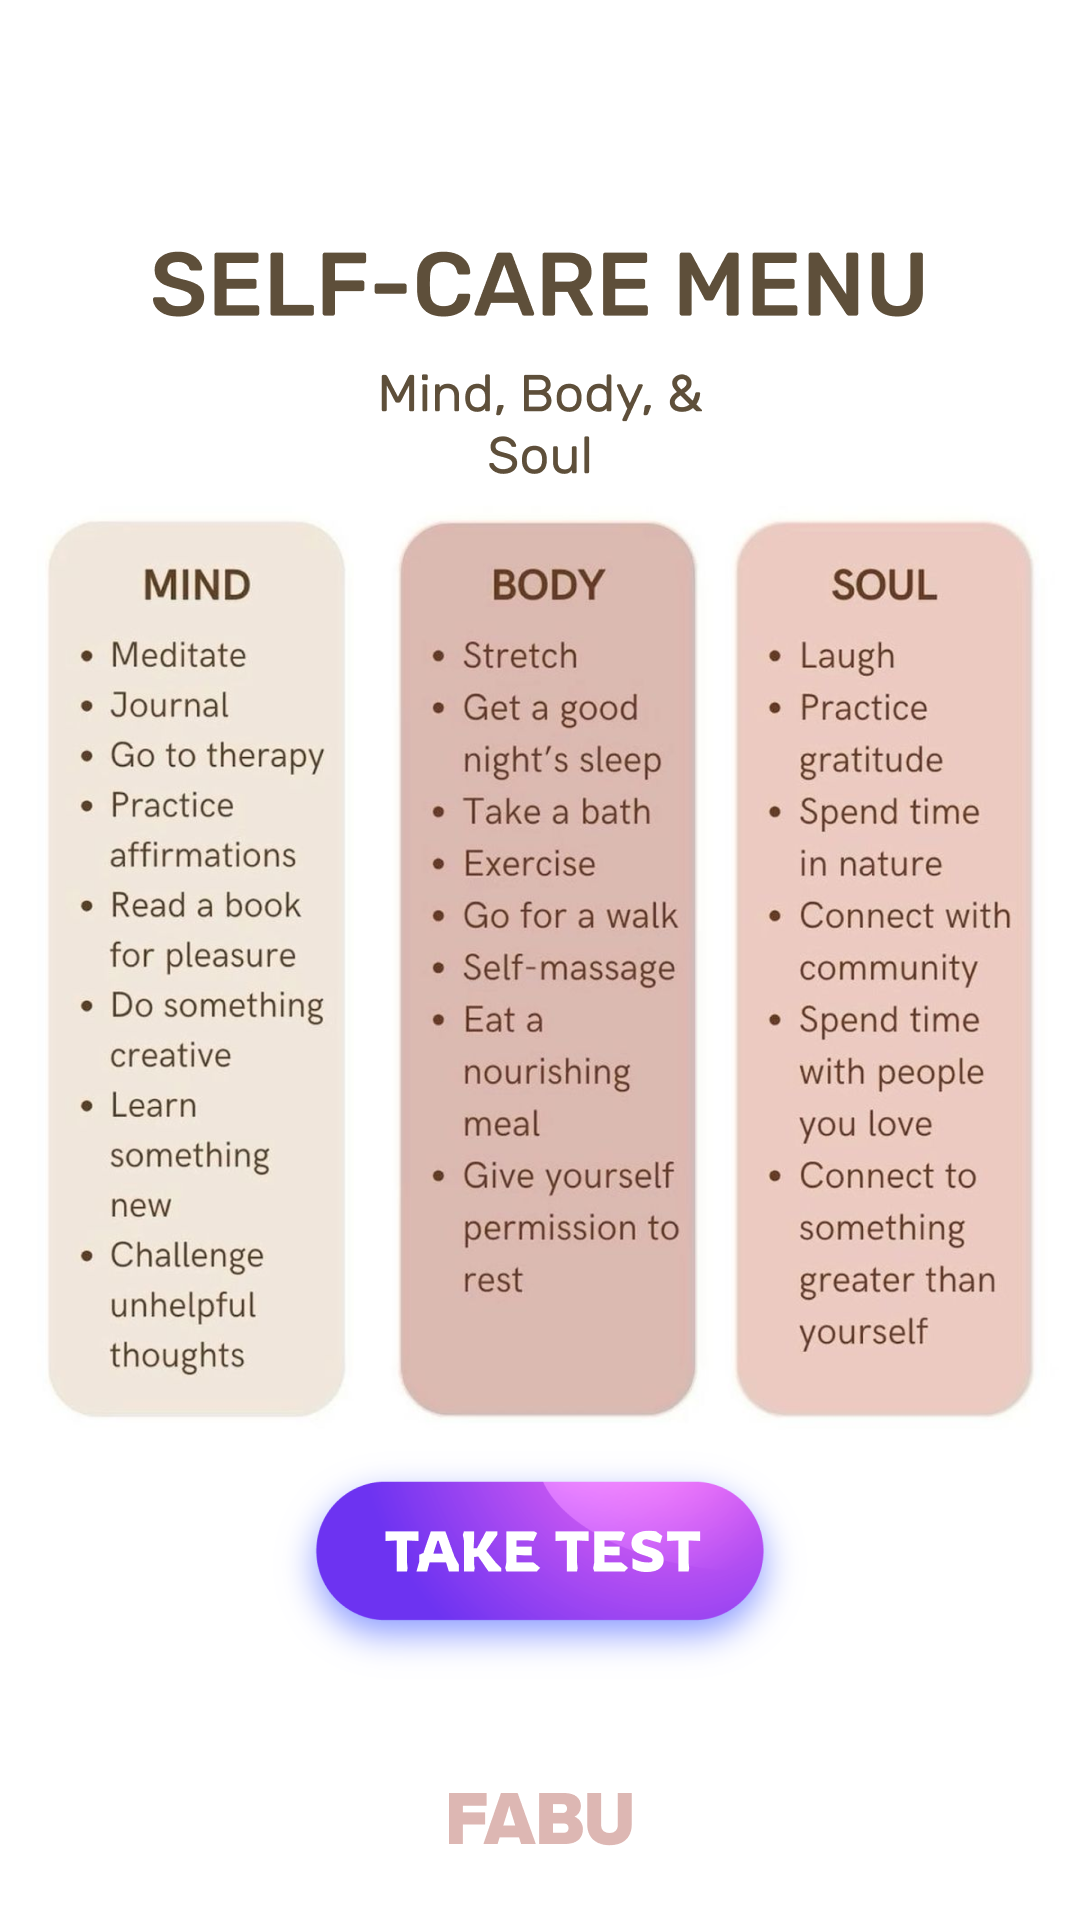 SELF-CARE MENU
Mind, Body, &
Soul
MIND
• Meditate
• Journal
• Go to therapy
• Practice
affirmations
• Read a book
for pleasure
• Do something
creative
• Learn
something
new
• Challenge
unhelpful
thoughts
BODY
• Stretch
• Get a good
night’s sleep
• Take a bath
• Exercise
• Go for a walk
• Self-massage
• Eat a
nourishing
meal
• Give yourself
permission to
rest
SOUL
• Laugh
• Practice
gratitude
• Spend time
in nature
• Connect with
community
• Spend time
with people
you love
• Connect to
something
greater than
yourself
TAKE TEST
FABU